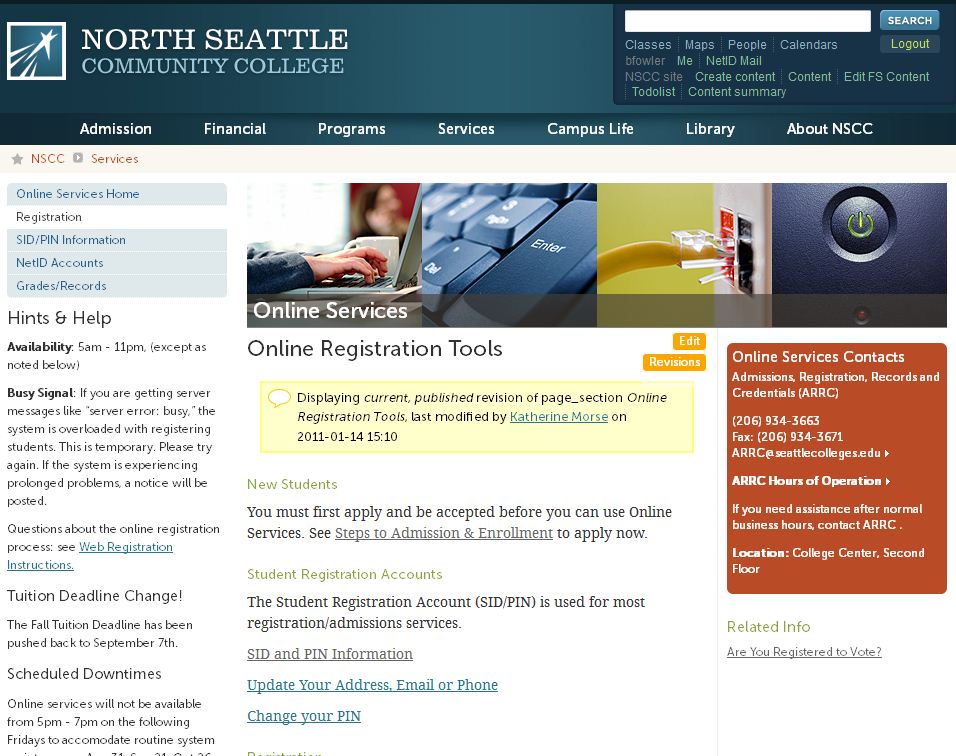 NORTH SEATTLE
COMMUNITY COLLEGE
SEARCH
Classes Maps People Calendars
Logout
bfowler Me NetID Mail
NSCC site Create content Content Edit FS Content
Todolist Content summary
Admission Financial Programs Services Campus Life Library About NSCC
NSCC Services
Online Services Home
Registration
SID/PIN Information
NetID Accounts
Grades/Records
Hints & Help
Availability: 5am - 11pm, (except as
noted below)
Busy Signal: If you are getting server
messages like "server error: busy," the
system is overloaded with registering
students. This is temporary. Please try
again. If the system is experiencing
prolonged problems, a notice will be
posted.
Questions about the online registration
process: see Web Registration
Instructions.
Tuition Deadline Change!
The Fall Tuition Deadline has been
pushed back to September 7th.
Scheduled Downtimes
Online services will not be available
from 5pm - 7pm on the following
Fridays to accomodate routine system
Enter
Del
Online Services
Online Registration Tools
Edit
Revisions
Displaying current, published revision of page_section Online
Registration Tools, last modified by Katherine Morse on
2011-01-14 15:10
New Students
You must first apply and be accepted before you can use Online
Services. See Steps to Admission & Enrollment to apply now.
Student Registration Accounts
The Student Registration Account (SID/PIN) is used for most
registration/admissions services.
SID and PIN Information
Update Your Address, Email or Phone
Change your PIN
Registration
Online Services Contacts
Admissions, Registration, Records and
Credentials (ARRC)
(206) 934-3663
Fax: (206) 934-3671
ARRC@seattlecolleges.edu
ARRC Hours of Operation
If you need assistance after normal
business hours, contact ARRC .
Location: College Center, Second
Floor
Related Info
Are You Registered to Vote?